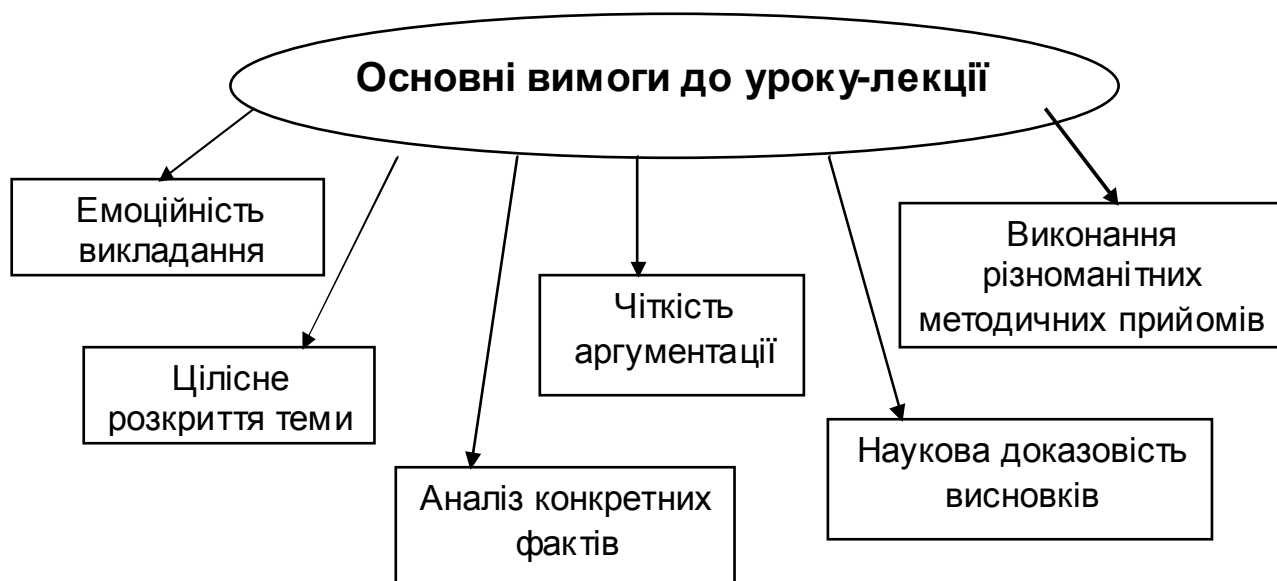 Основні вимоги до уроку-лекції
Емоційність
викладання
Виконання
різноманітних
методичних прийомів
Чіткість
аргументації
Цілісне
розкриття теми
Наукова доказовість
висновків
Аналіз конкретних
фактів